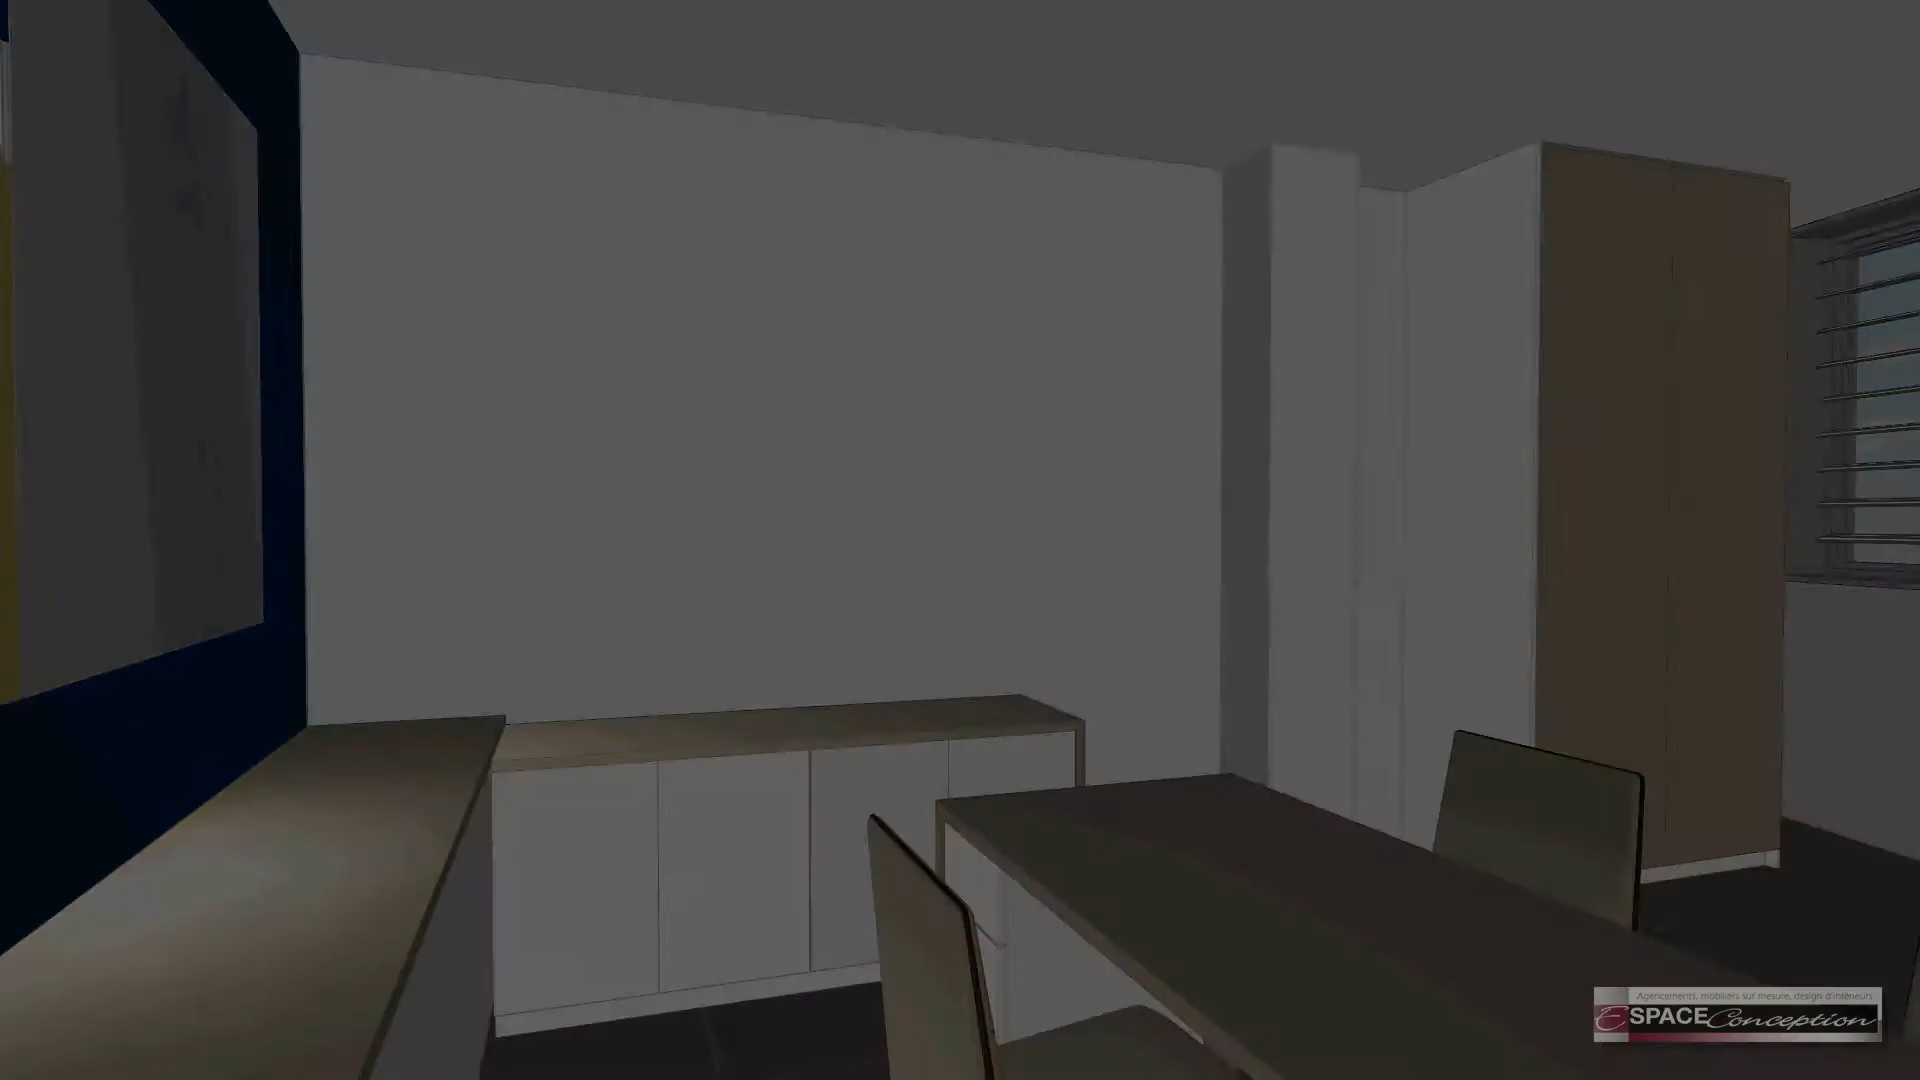 Agencements, mobiliers sur mesure, design d'intérieurs
ESPACE Conception